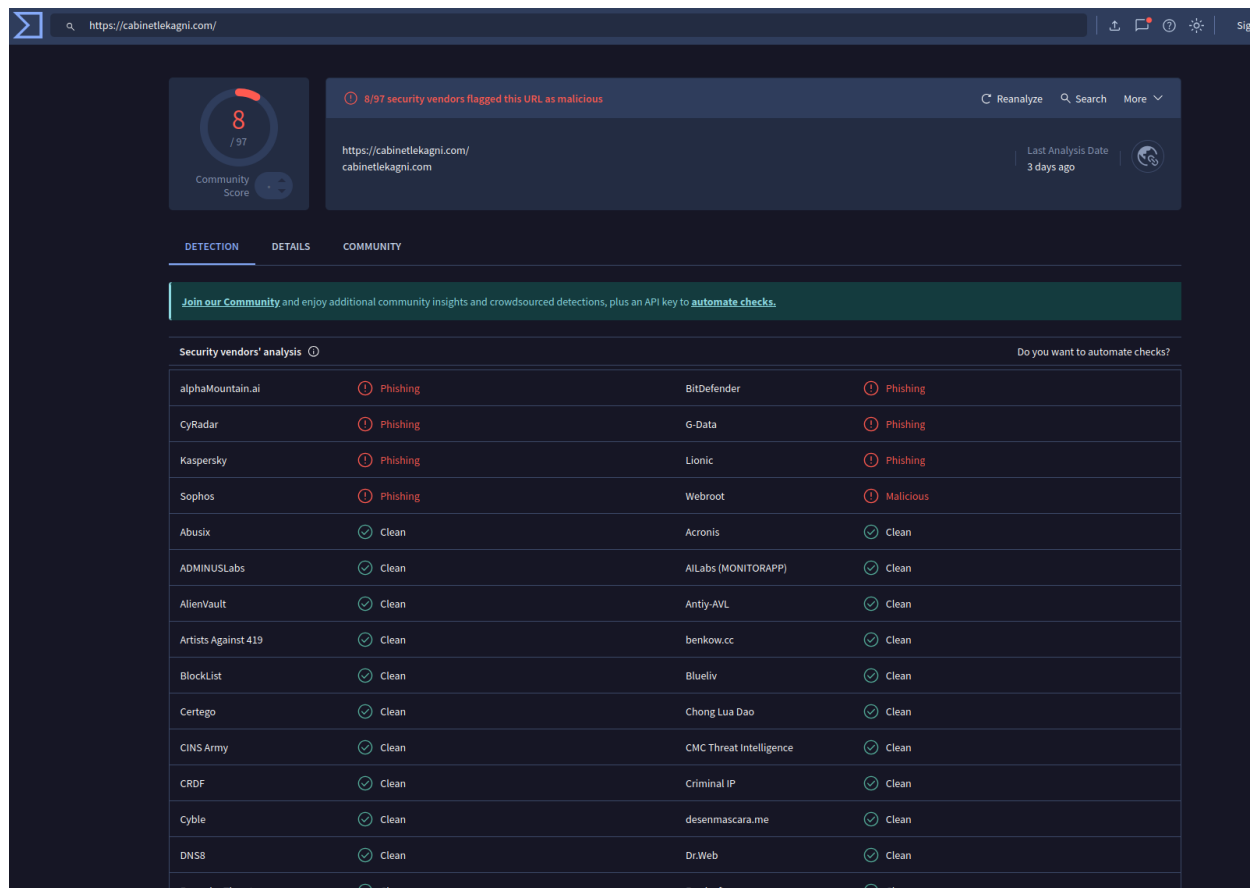 https://cabinetlekagni.com/
8
/ 97
Community
Score
8/97 security vendors flagged this URL as malicious
Reanalyze Search More
https://cabinetlekagni.com/
cabinetlekagni.com
Last Analysis Date
3 days ago
DETECTION DETAILS COMMUNITY
Join our Community and enjoy additional community insights and crowdsourced detections, plus an API key to automate checks.
Security vendors' analysis Do you want to automate checks?
alphaMountain.ai Phishing BitDefender Phishing
CyRadar Phishing G-Data Phishing
Kaspersky Phishing Lionic Phishing
Sophos Phishing Webroot Malicious
Abusix Clean Acronis Clean
ADMINUSLabs Clean AILabs (MONITORAPP) Clean
AlienVault Clean Antiy-AVL Clean
Artists Against 419 Clean benkow.cc Clean
BlockList Clean Blueliv Clean
Certego Clean Chong Lua Dao Clean
CINS Army Clean CMC Threat Intelligence Clean
CRDF Clean Criminal IP Clean
Cyble Clean desenmascara.me Clean
DNS8 Clean Dr.Web Clean